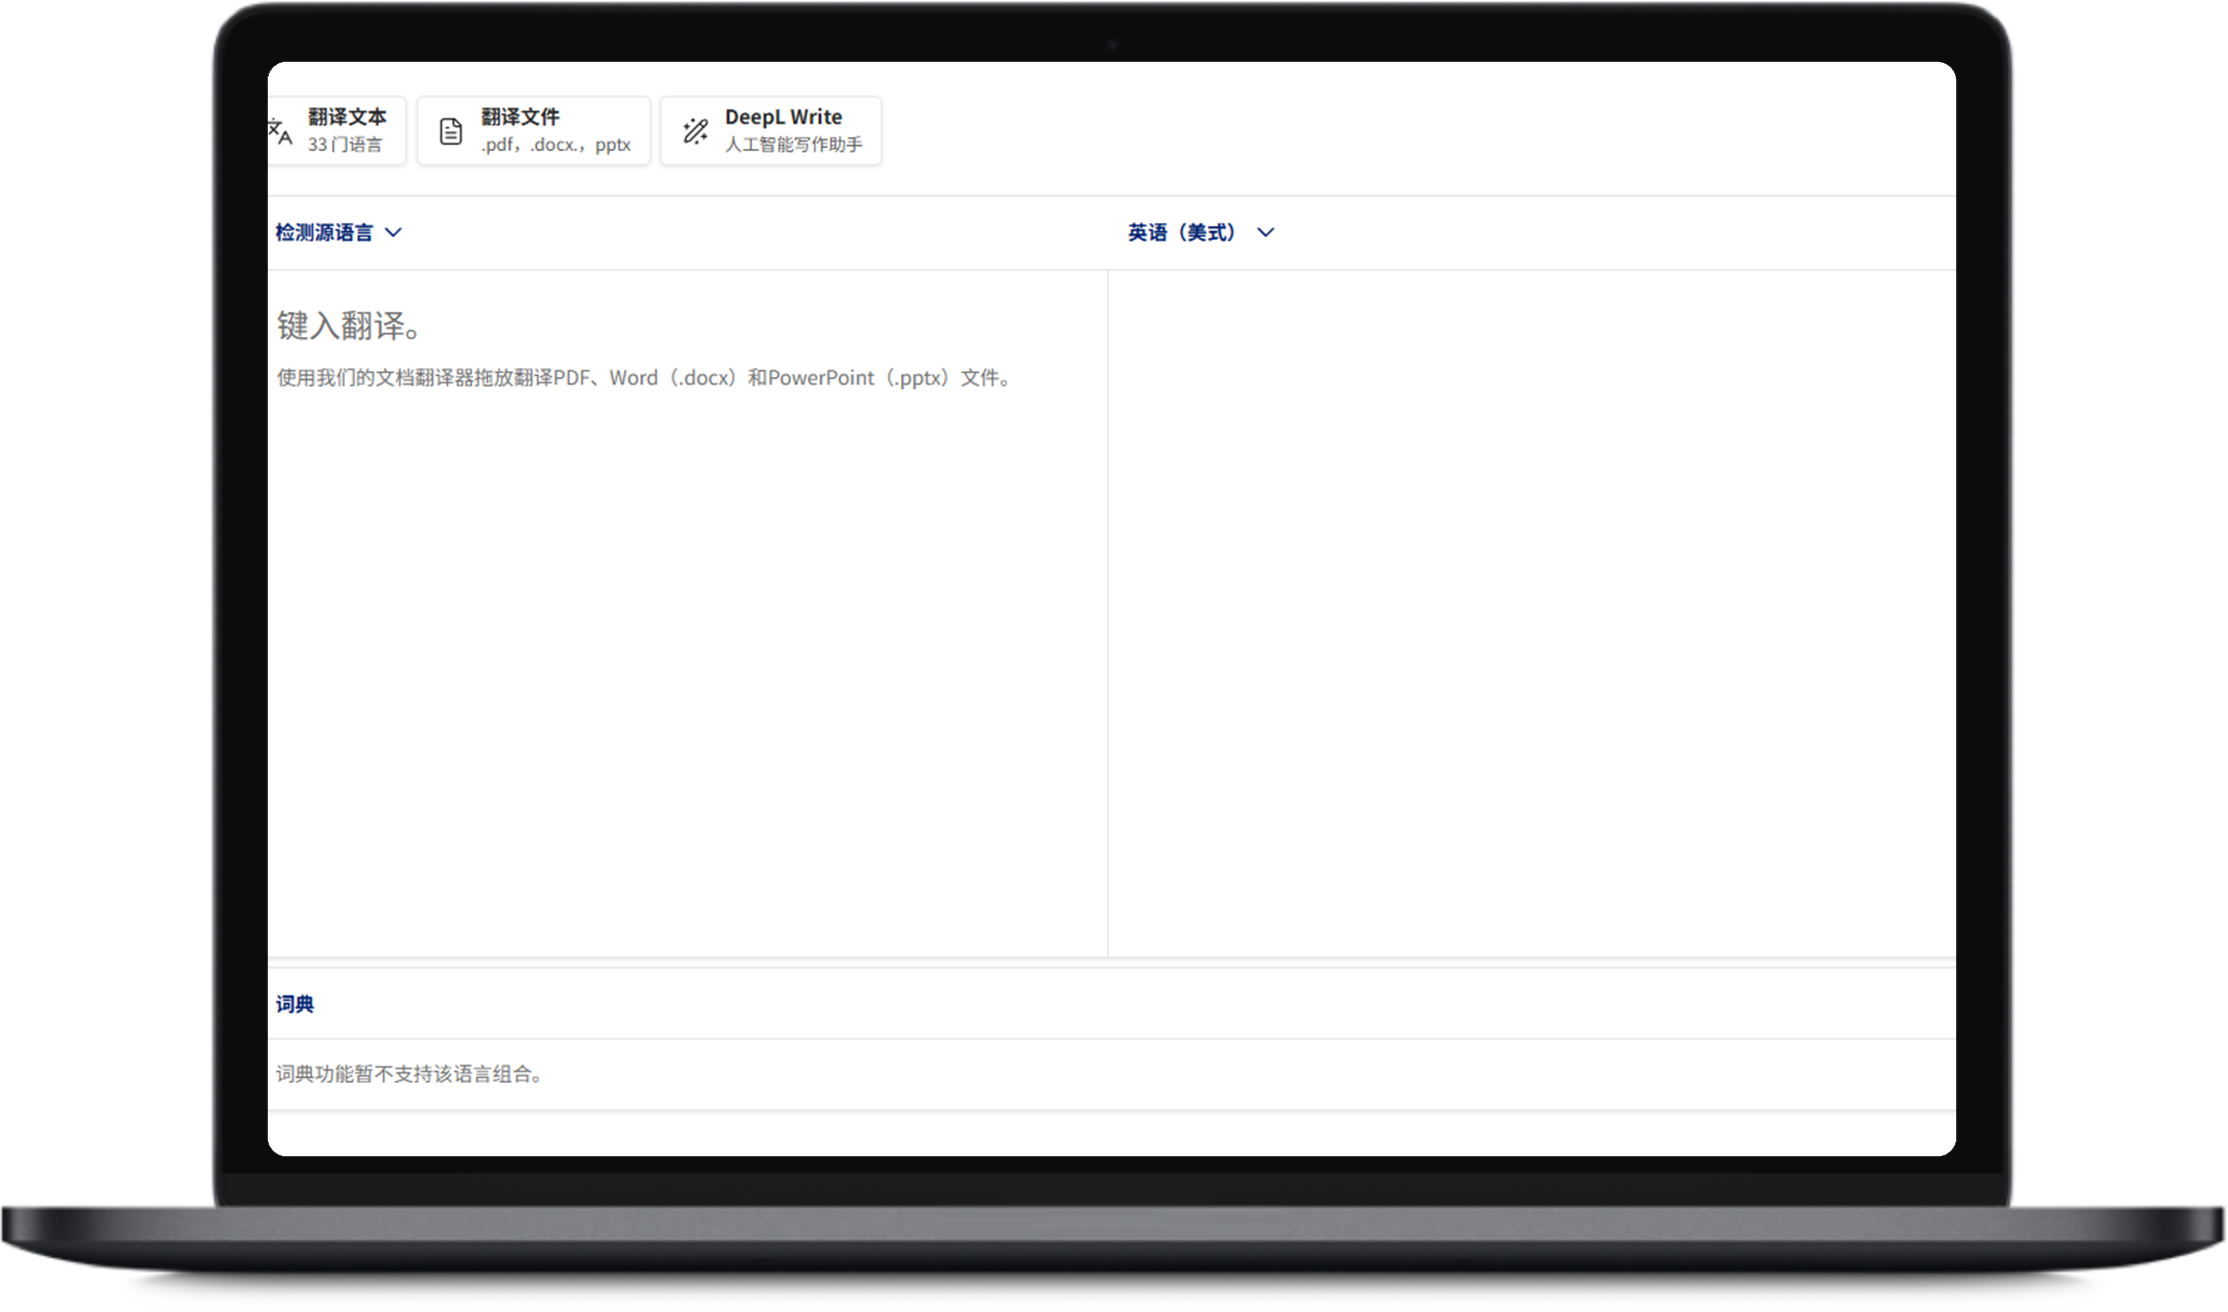 翻译文本
33 门语言
翻译文件
.pdf，.docx.，pptx
DeepL Write
人工智能写作助手
检测源语言
英语（美式）
键入翻译。
使用我们的文档翻译器拖放翻译PDF、Word（.docx）和PowerPoint（.pptx）文件。
词典
词典功能暂不支持该语言组合。